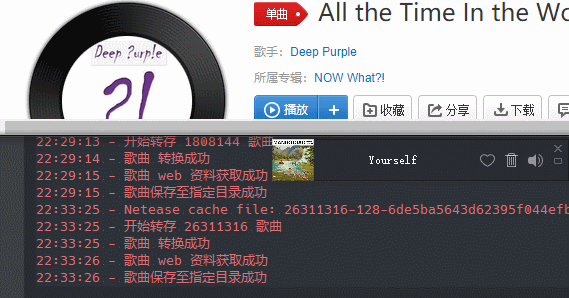 单曲
All the Time In the Wo
歌手：Deep Purple
所属专辑：NOW What?!
播放
+
收藏
分享
下载
Deep ?urp!e
?!
22:29:13 - 开始转存 1808144 歌曲
22:29:14 - 歌曲 转换成功
22:29:15 - 歌曲 web 资料获取成功
22:29:15 - 歌曲保存至指定目录成功
22:33:25 - Netease cache file: 26311316-128-6de5ba5643d62395f044efb
22:33:25 - 开始转存 26311316 歌曲
22:33:25 - 歌曲 转换成功
22:33:26 - 歌曲 web 资料获取成功
22:33:26 - 歌曲保存至指定目录成功
Yourself